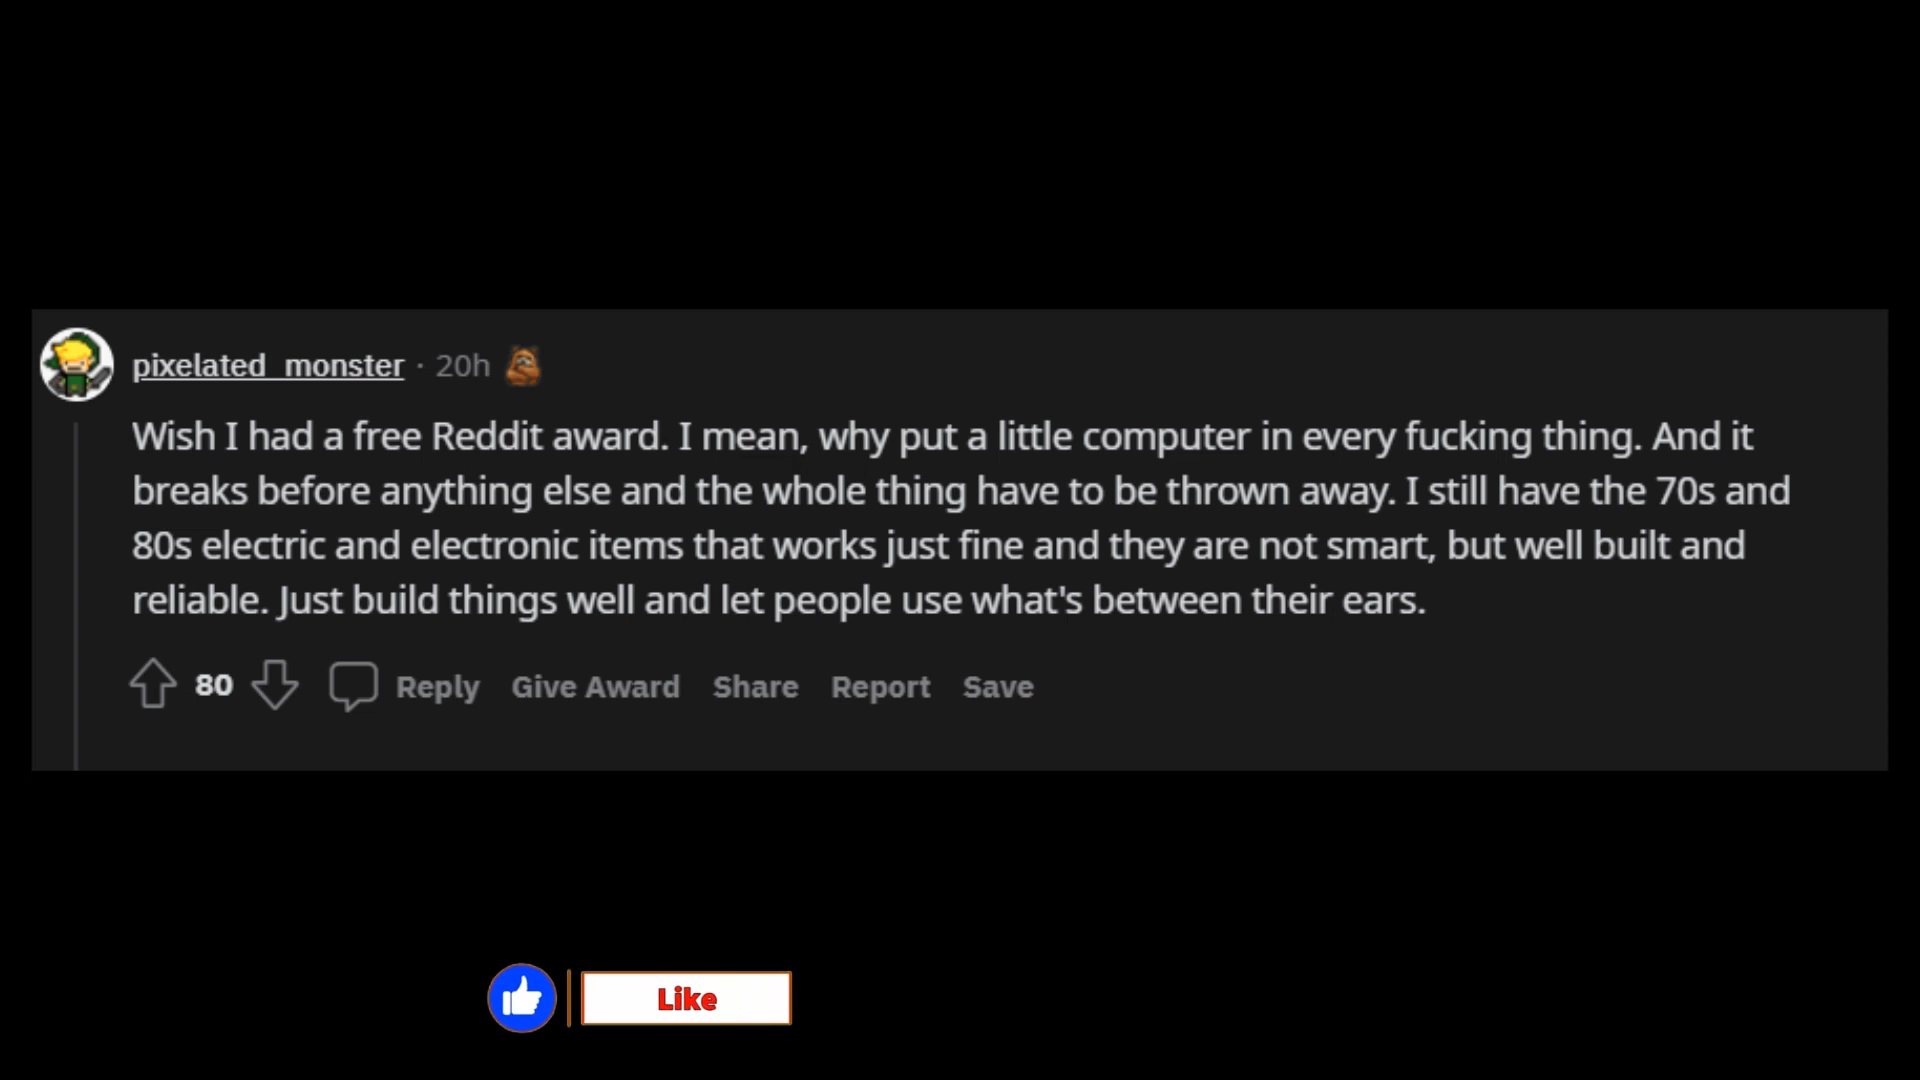 pixelated_monster · 20h
Wish I had a free Reddit award. I mean, why put a little computer in every fucking thing. And it
breaks before anything else and the whole thing have to be thrown away. I still have the 70s and
80s electric and electronic items that works just fine and they are not smart, but well built and
reliable. Just build things well and let people use what's between their ears.
80 Reply Give Award Share Report Save
Like